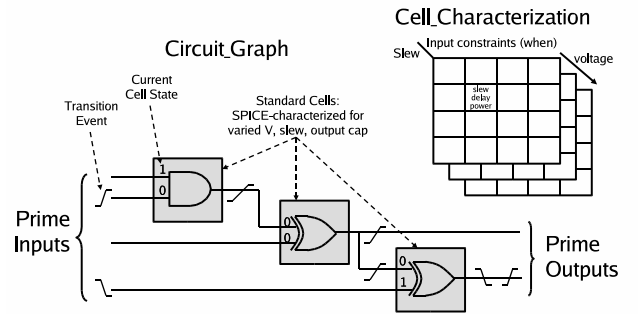 Cell_Characterization
Circuit_Graph
Input constraints (when)
Slew
voltage
Current
Cell State
Transition
Event
Standard Cells:
SPICE-characterized for
varied V, slew, output cap
slew
delay
power
1
0
Prime
Inputs
0
0
Prime
Outputs
0
1